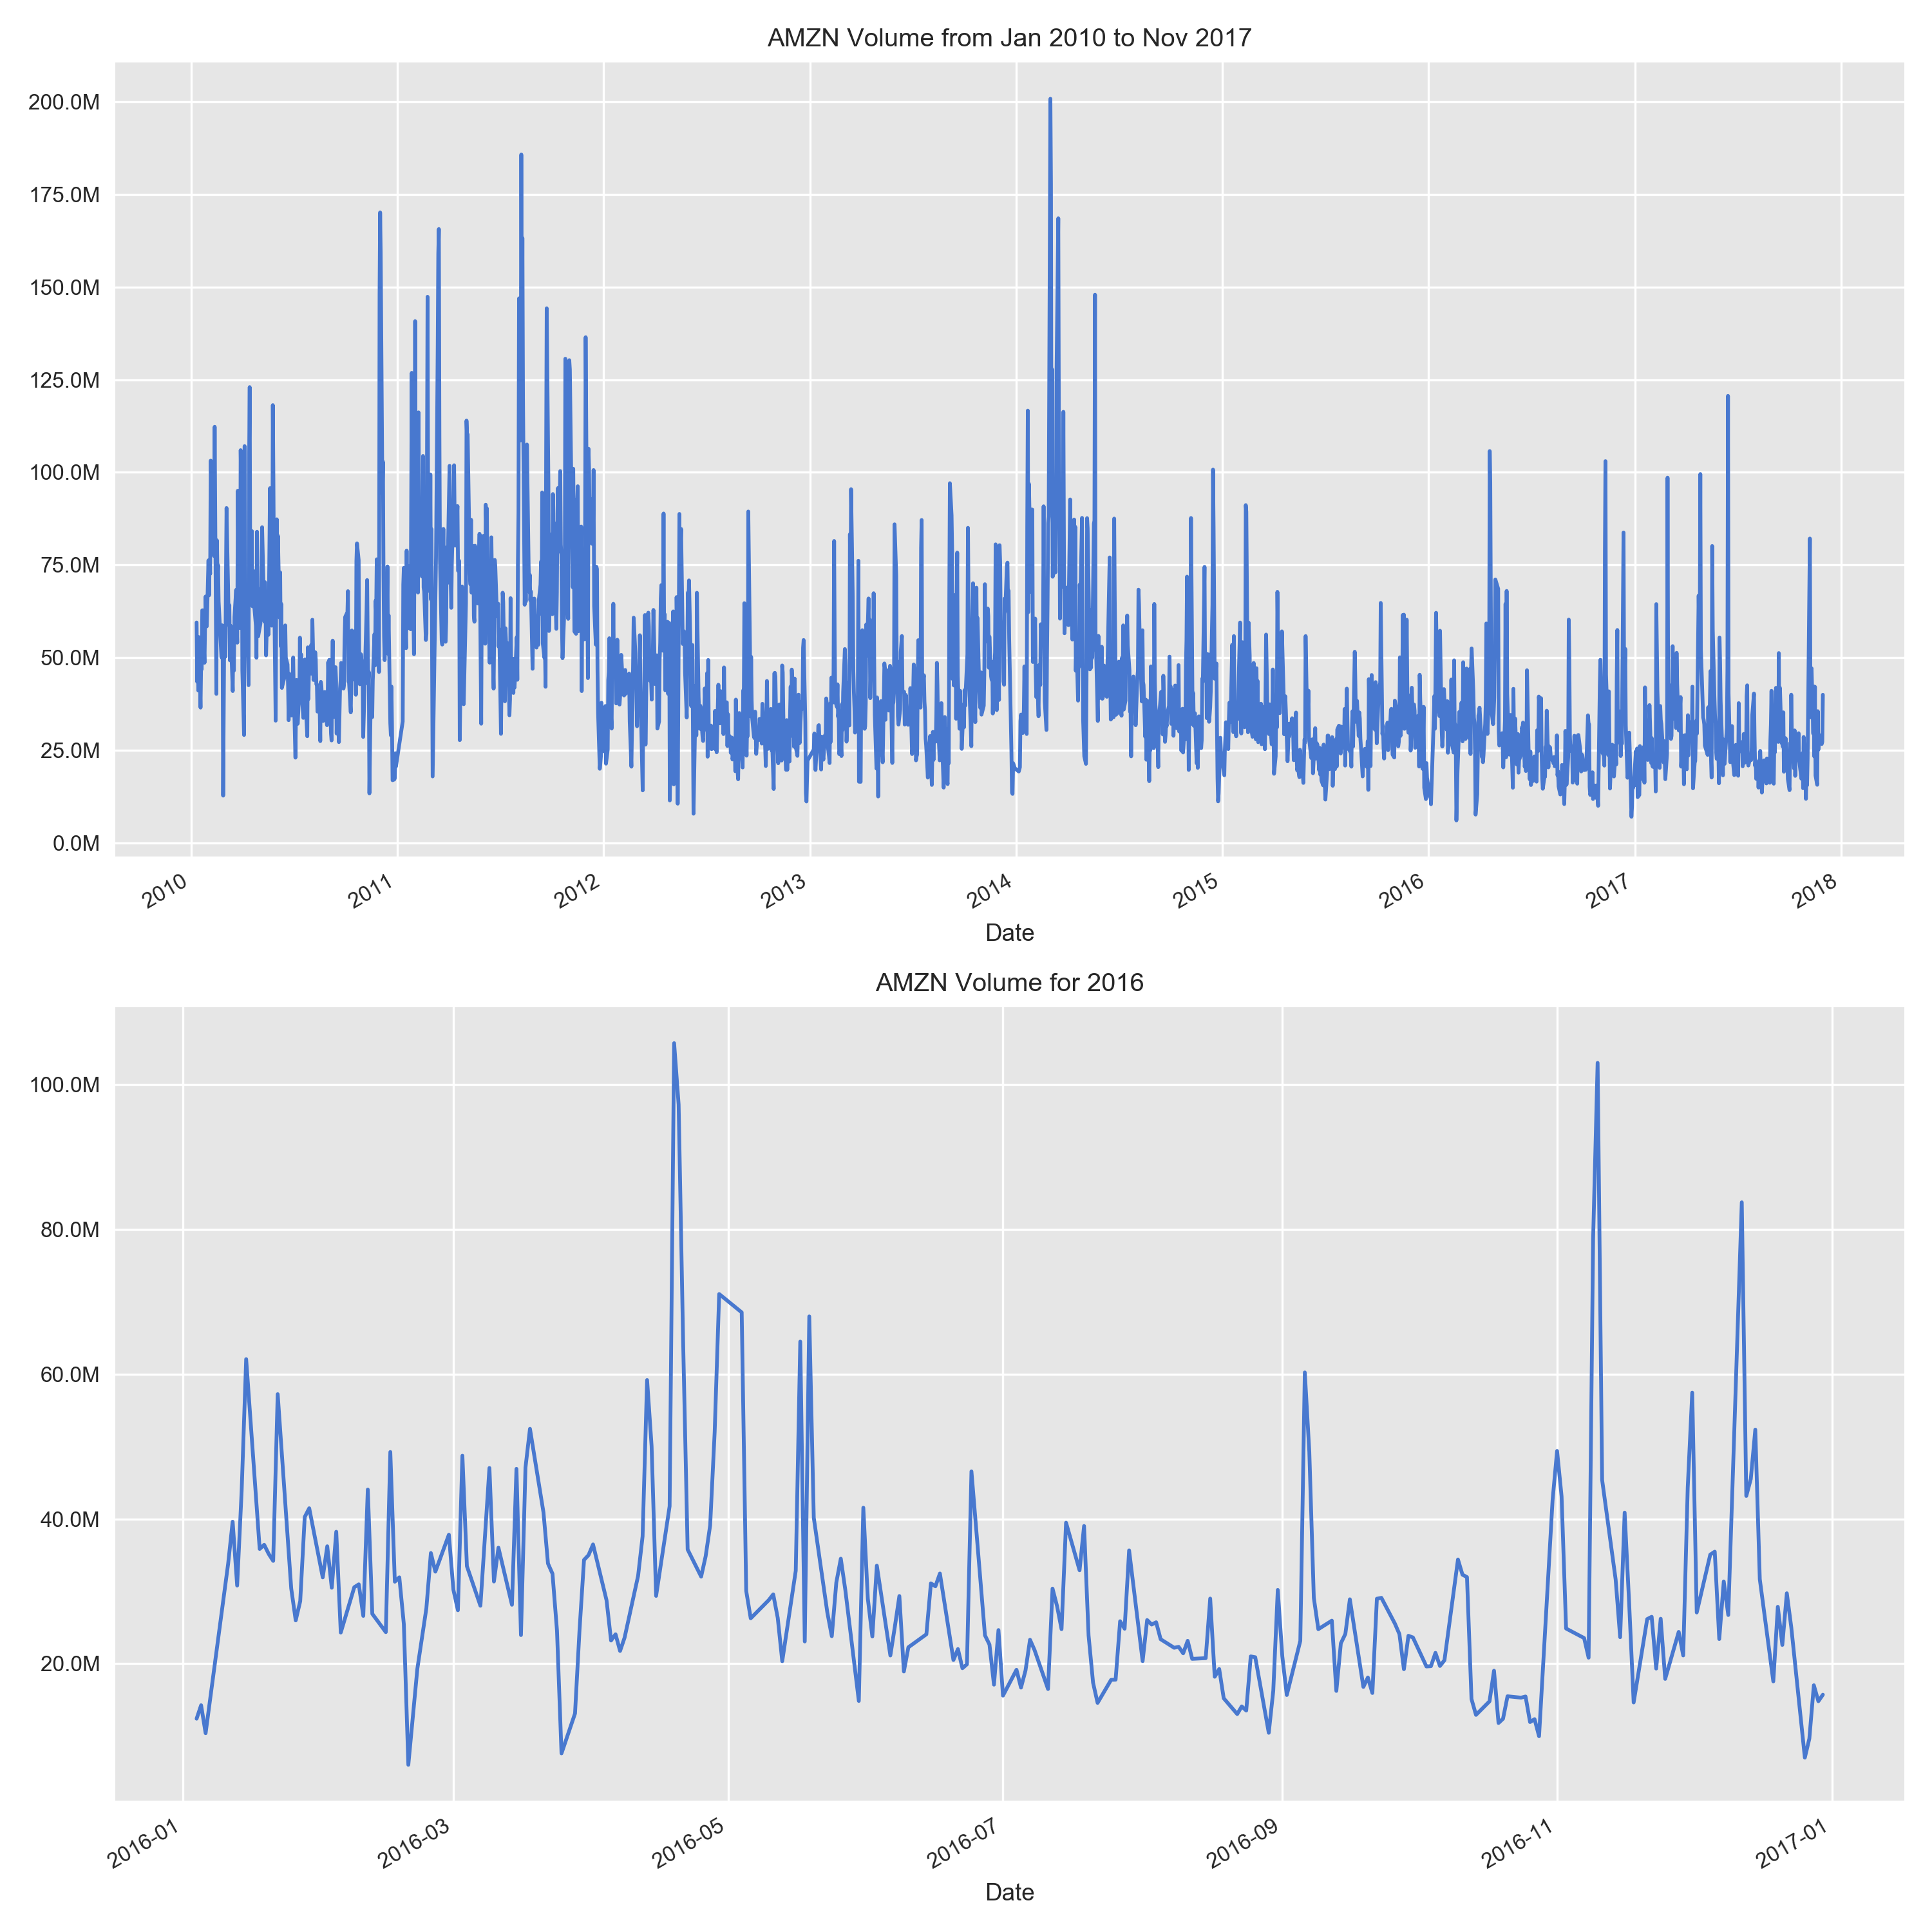 AMZN Volume from Jan 2010 to Nov 2017
200.0M
175.0M
150.0M
125.0M
100.0M
75.0M
50.0M
25.0M
0.0M
2010 2011 2012 2013 2014 2015 2016 2017 2018
Date
AMZN Volume for 2016
100.0M
80.0M
60.0M
40.0M
20.0M
2016-01 2016-03 2016-05 2016-07 2016-09 2016-11 2017-01
Date